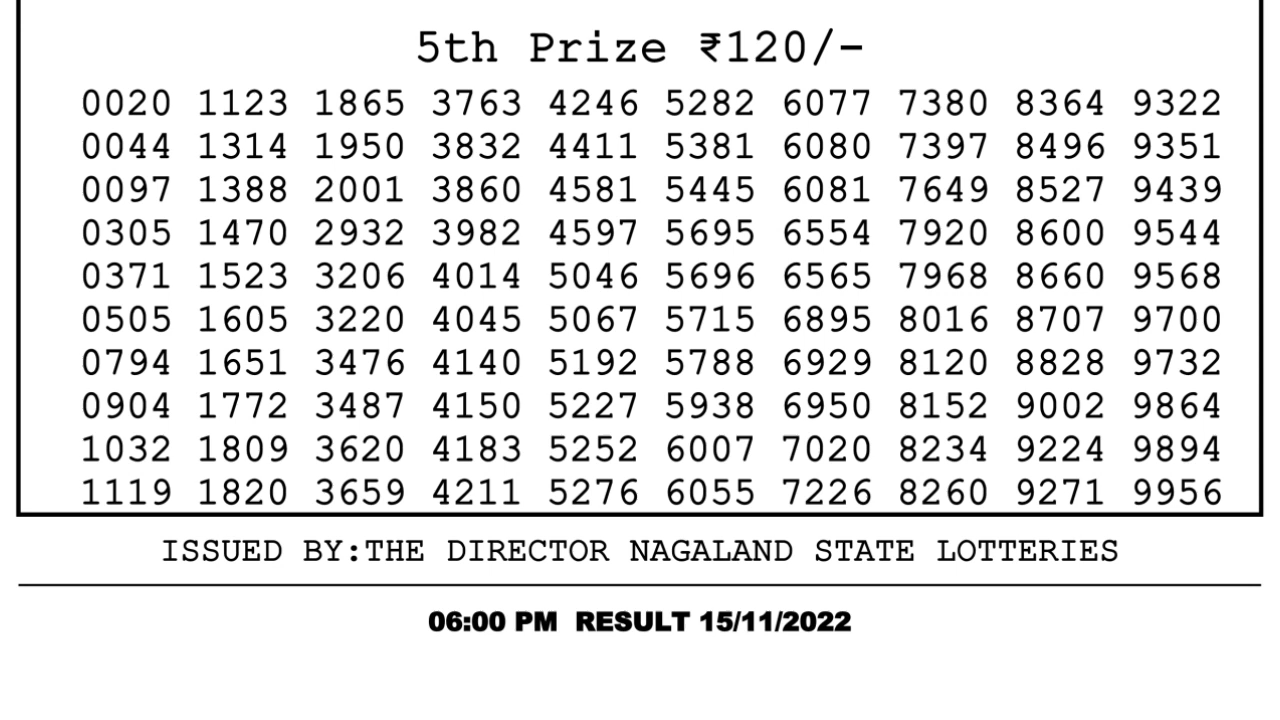 5th Prize ₹120/-
0020 1123 1865 3763 4246 5282 6077 7380 8364 9322
0044 1314 1950 3832 4411 5381 6080 7397 8496 9351
0097 1388 2001 3860 4581 5445 6081 7649 8527 9439
0305 1470 2932 3982 4597 5695 6554 7920 8600 9544
0371 1523 3206 4014 5046 5696 6565 7968 8660 9568
0505 1605 3220 4045 5067 5715 6895 8016 8707 9700
0794 1651 3476 4140 5192 5788 6929 8120 8828 9732
0904 1772 3487 4150 5227 5938 6950 8152 9002 9864
1032 1809 3620 4183 5252 6007 7020 8234 9224 9894
1119 1820 3659 4211 5276 6055 7226 8260 9271 9956
ISSUED BY:THE DIRECTOR NAGALAND STATE LOTTERIES
06:00 PM RESULT 15/11/2022